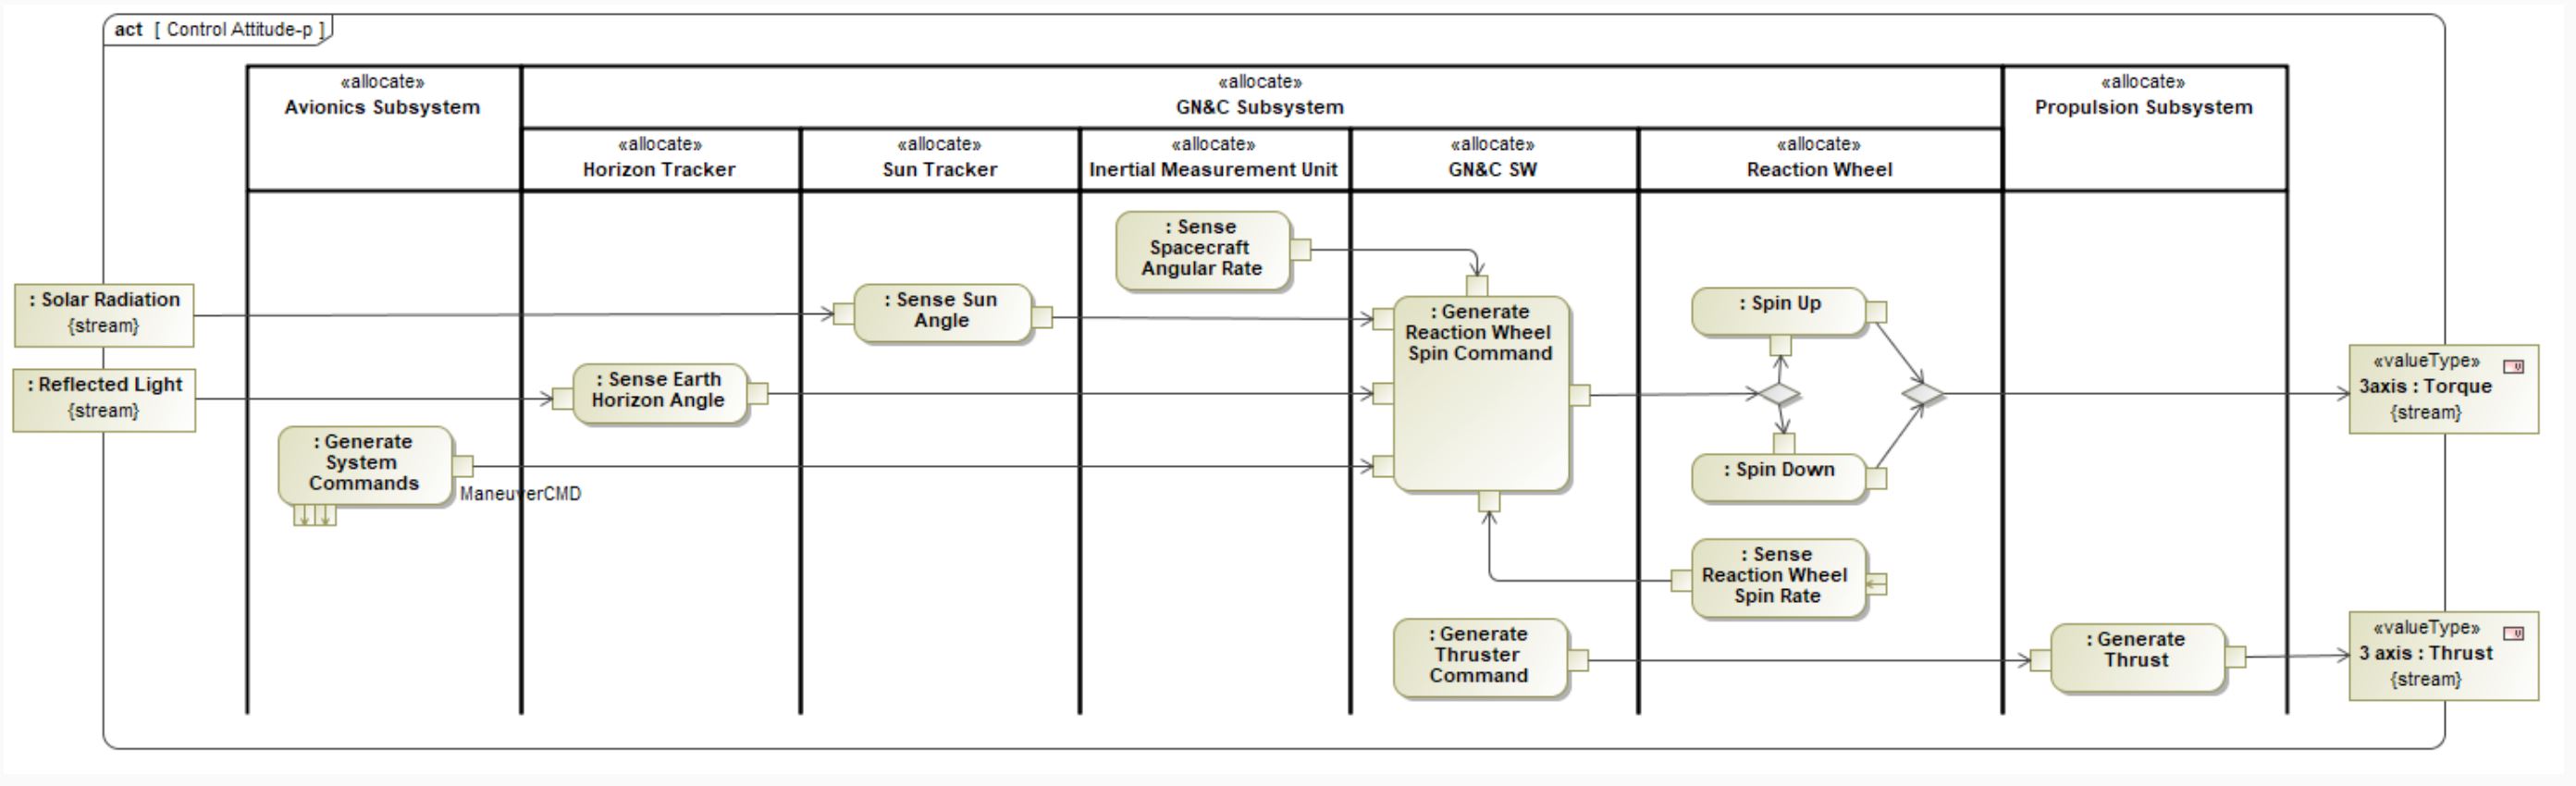 act [ Control Attitude-p ]
«allocate»
Avionics Subsystem
«allocate»
GN&C Subsystem
«allocate»
Propulsion Subsystem
«allocate»
Horizon Tracker
«allocate»
Sun Tracker
«allocate»
Inertial Measurement Unit
«allocate»
GN&C SW
«allocate»
Reaction Wheel
: Solar Radiation
{stream}
: Reflected Light
{stream}
: Generate
System
Commands
ManeuverCMD
: Sense Earth
Horizon Angle
: Sense Sun
Angle
: Sense
Spacecraft
Angular Rate
: Generate
Reaction Wheel
Spin Command
: Spin Up
: Spin Down
: Sense
Reaction Wheel
Spin Rate
: Generate
Thruster
Command
: Generate
Thrust
«valueType»
3axis : Torque
{stream}
«valueType»
3 axis : Thrust
{stream}